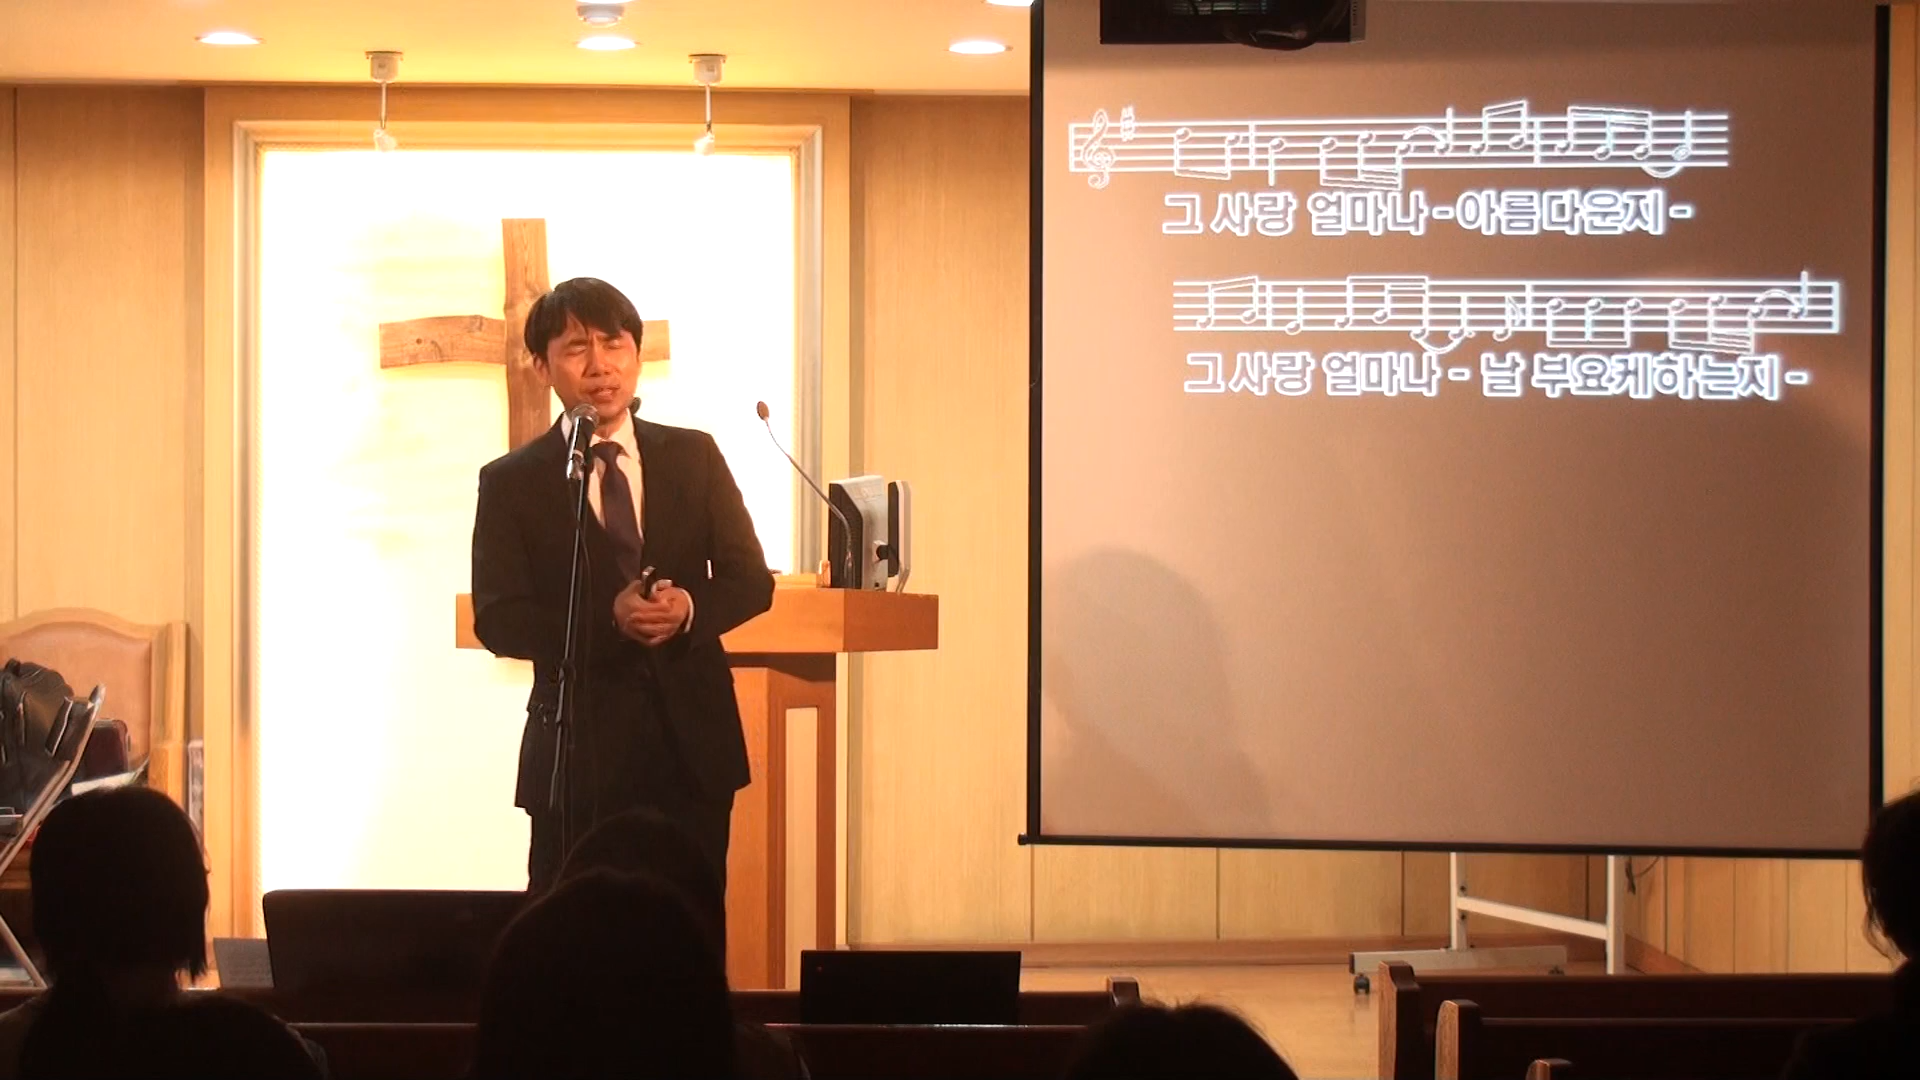 그 사랑 얼마나 - 아름다운지 -
그 사랑 얼마나 - 날 부요케하는지 -